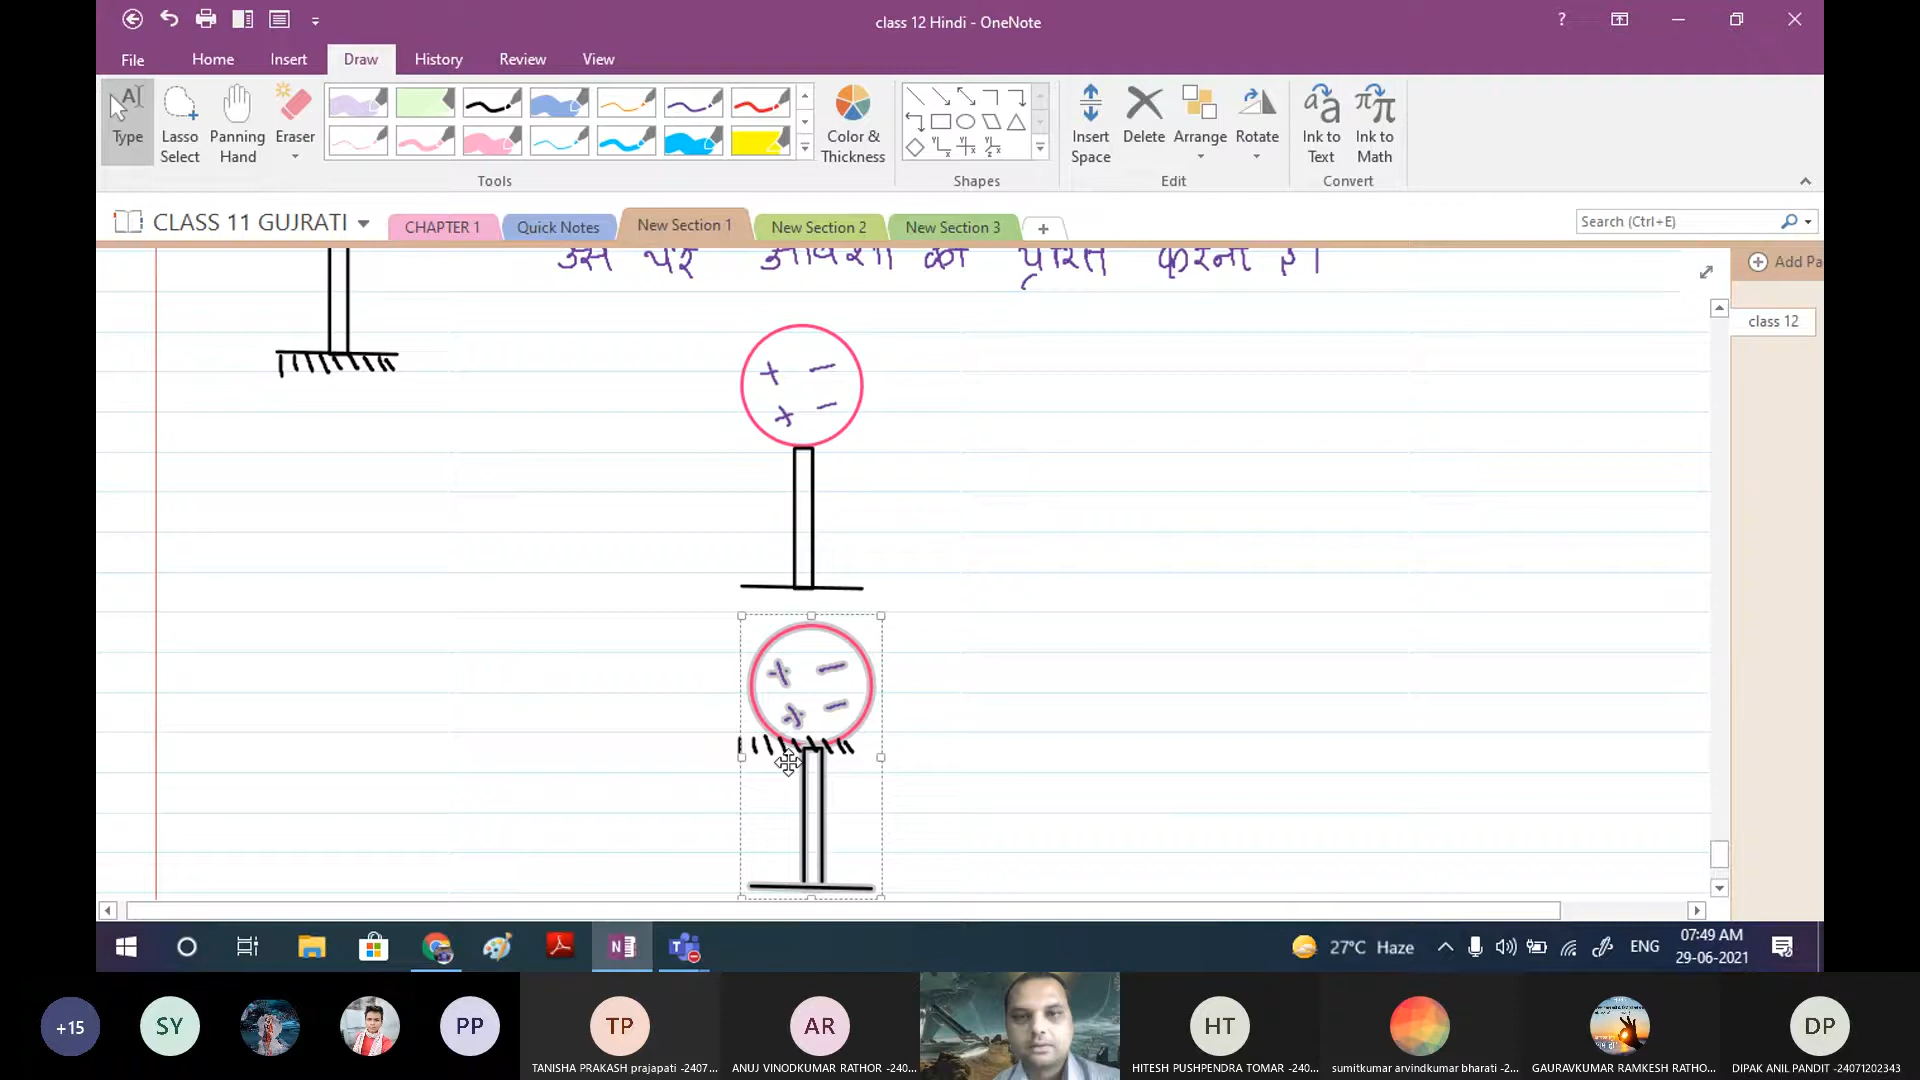 class 12 Hindi - OneNote
?
File Home Insert Draw History Review View
Type
Lasso Select
Panning Hand
Eraser
Color & Thickness
Insert Space
Delete
Arrange
Rotate
Ink to Text
Ink to Math
Tools
Shapes
Edit
Convert
CLASS 11 GUJRATI
CHAPTER 1
Quick Notes
New Section 1
New Section 2
New Section 3
+
Search (Ctrl+E)
उस पर आवेशों को पूरित करना है।
Add Pa
class 12
+ −
+ −
+ −
+ −
27°C Haze
ENG
07:49 AM
29-06-2021
+15
SY
PP
TP
AR
HT
DP
TANISHA PRAKASH prajapati -2407...
ANUJ VINODKUMAR RATHOR -240...
HITESH PUSHPENDRA TOMAR -240...
sumitkumar arvindkumar bharati -2...
GAURAVKUMAR RAMKESH RATHO...
DIPAK ANIL PANDIT -24071202343